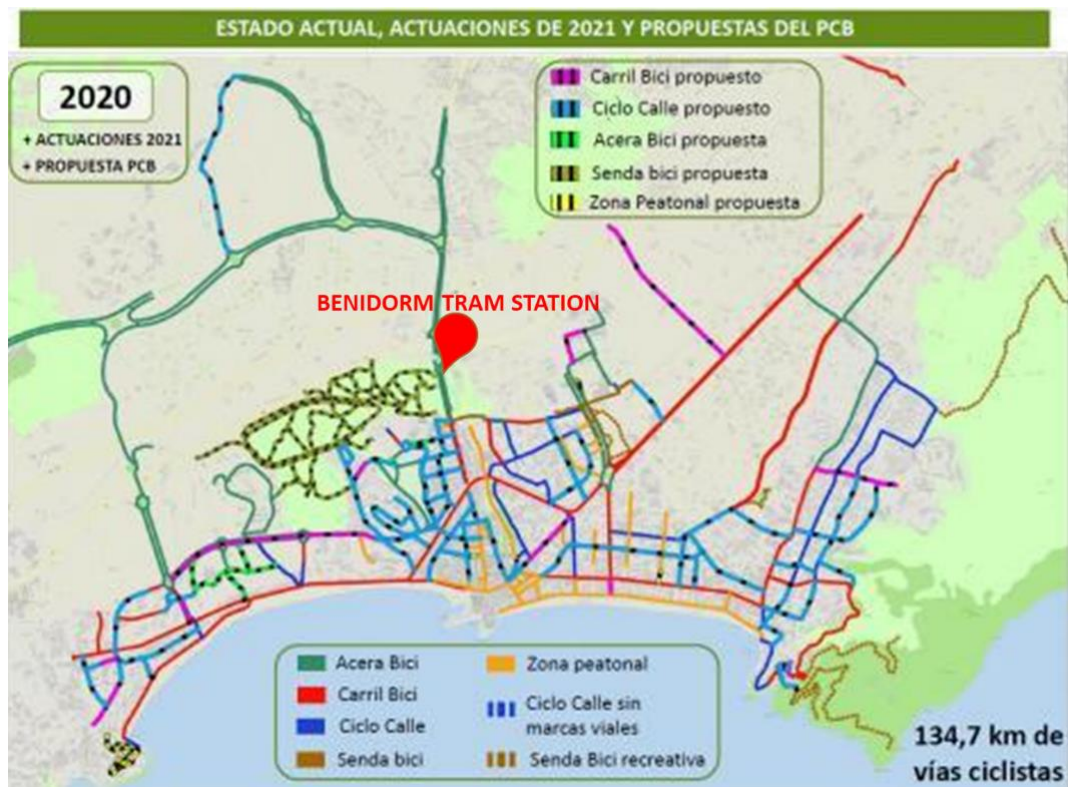 ESTADO ACTUAL, ACTUACIONES DE 2021 Y PROPUESTAS DEL PCB
2020
+ ACTUACIONES 2021
+ PROPUESTA PCB
Carril Bici propuesto
Ciclo Calle propuesto
Acera Bici propuesta
Senda bici propuesta
Zona Peatonal propuesta
BENIDORM TRAM STATION
Acera Bici
Carril Bici
Ciclo Calle
Senda bici
Zona peatonal
Ciclo Calle sin
marcas viales
Senda Bici recreativa
134,7 km de
vías ciclistas